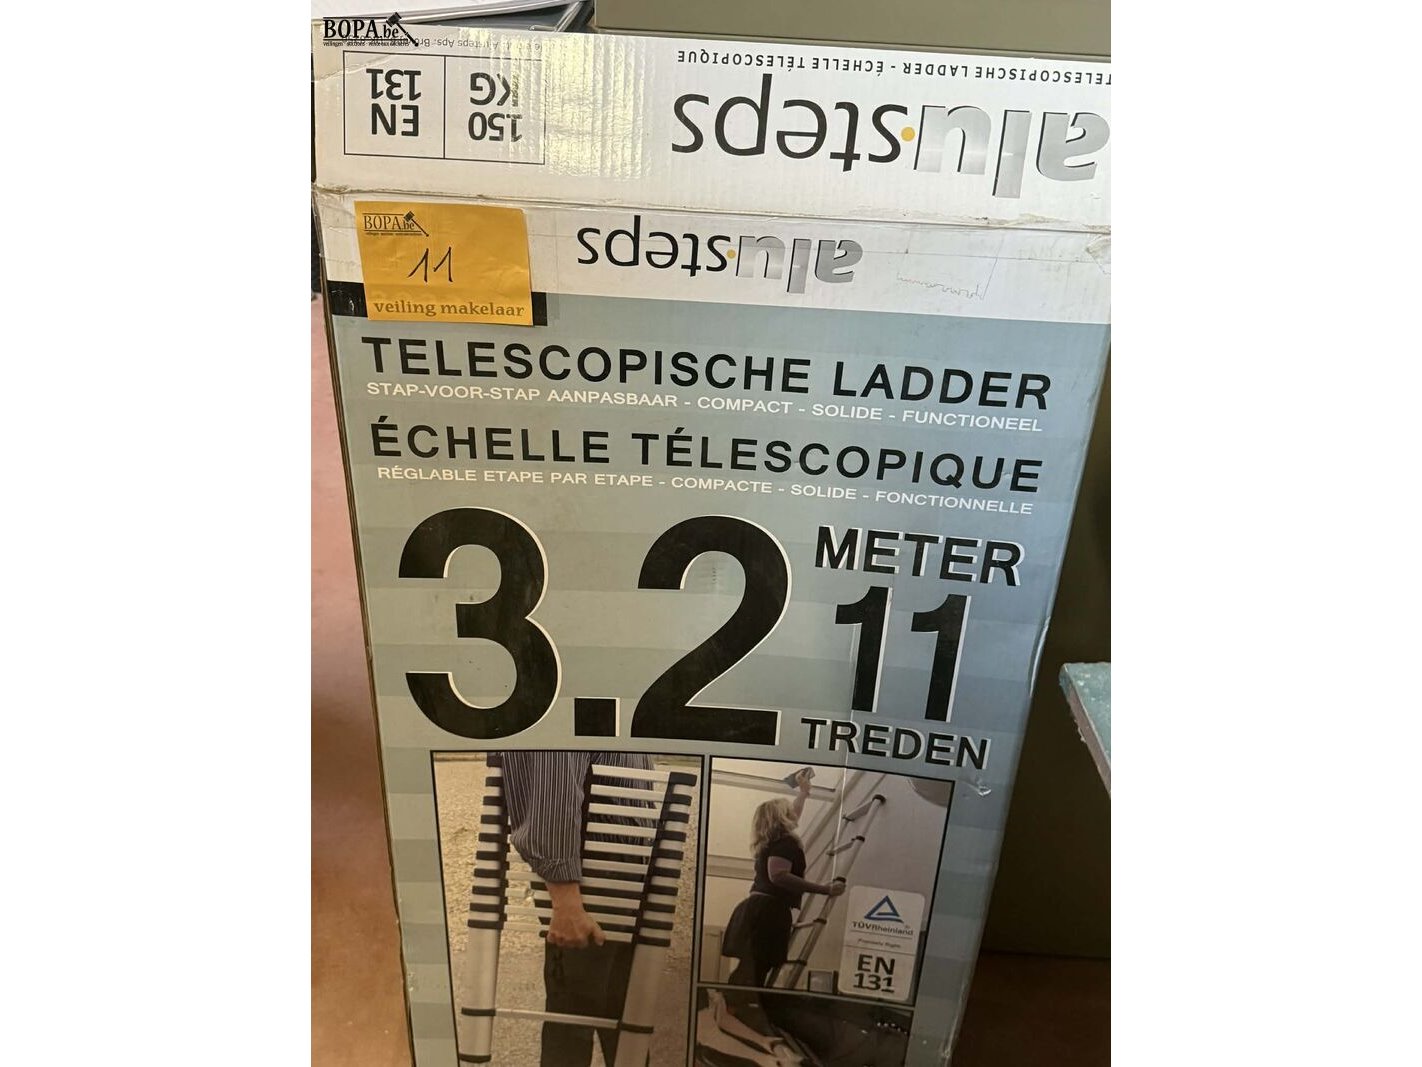 BOPA.be
TELESCOPISCHE LADDER - ÉCHELLE TÉLESCOPIQUE
alu.steps
150
KG
EN
131
alu.steps
BOPA.be
11
veiling makelaar
TELESCOPISCHE LADDER
STAP-VOOR-STAP AANPASBAAR - COMPACT - SOLIDE - FUNCTIONEEL
ÉCHELLE TÉLESCOPIQUE
RÉGLABLE ETAPE PAR ETAPE - COMPACTE - SOLIDE - FONCTIONNELLE
3.2
METER
11
TREDEN
TÜVRheinland
EN
131